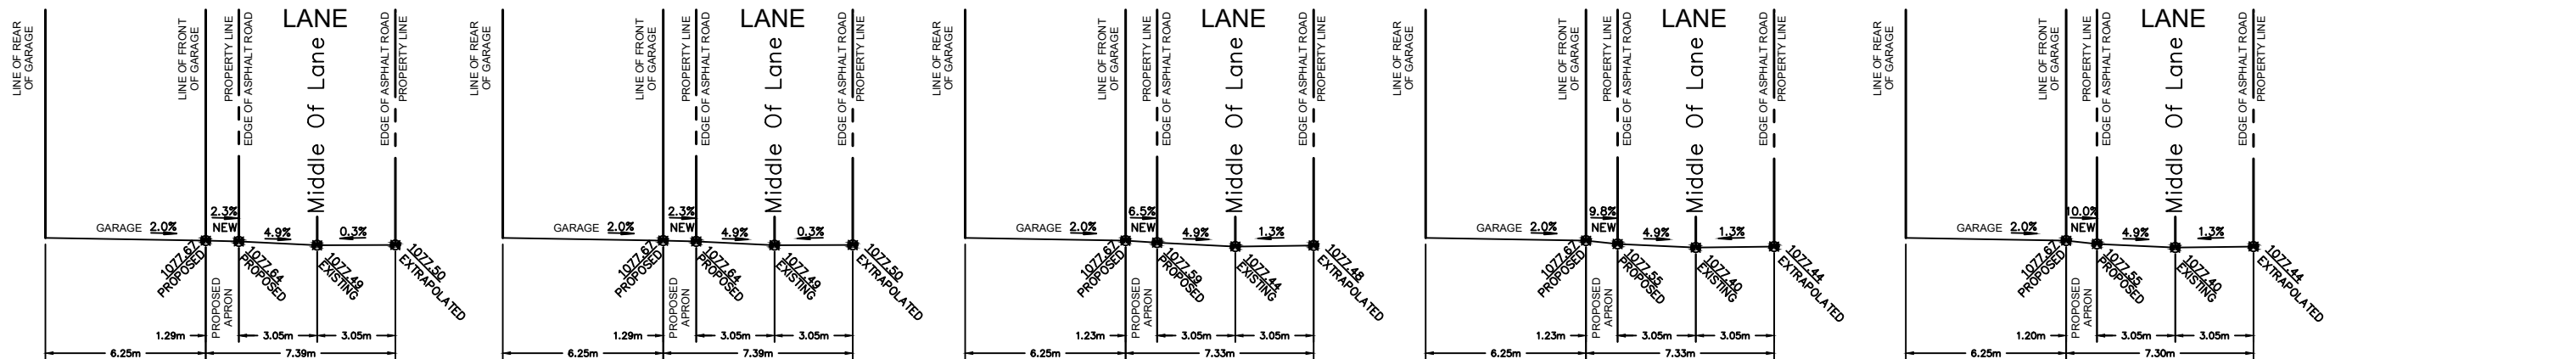 LINE OF REAR
OF GARAGE
LINE OF FRONT
OF GARAGE
PROPERTY LINE
EDGE OF ASPHALT ROAD
LANE
Middle Of Lane
EDGE OF ASPHALT ROAD
PROPERTY LINE
GARAGE 2.0%
2.3%
NEW
4.9%
0.3%
1077.67
PROPOSED
1077.64
PROPOSED
1077.49
EXISTING
1077.50
EXTRAPOLATED
PROPOSED
APRON
1.29m
3.05m
3.05m
6.25m
7.39m
LINE OF REAR
OF GARAGE
LINE OF FRONT
OF GARAGE
PROPERTY LINE
EDGE OF ASPHALT ROAD
LANE
Middle Of Lane
EDGE OF ASPHALT ROAD
PROPERTY LINE
GARAGE 2.0%
2.3%
NEW
4.9%
0.3%
1077.67
PROPOSED
1077.64
PROPOSED
1077.49
EXISTING
1077.50
EXTRAPOLATED
PROPOSED
APRON
1.29m
3.05m
3.05m
6.25m
7.39m
LINE OF REAR
OF GARAGE
LINE OF FRONT
OF GARAGE
PROPERTY LINE
EDGE OF ASPHALT ROAD
LANE
Middle Of Lane
EDGE OF ASPHALT ROAD
PROPERTY LINE
GARAGE 2.0%
6.5%
NEW
4.9%
1.3%
1077.67
PROPOSED
1077.59
PROPOSED
1077.44
EXISTING
1077.48
EXTRAPOLATED
PROPOSED
APRON
1.23m
3.05m
3.05m
6.25m
7.33m
LINE OF REAR
OF GARAGE
LINE OF FRONT
OF GARAGE
PROPERTY LINE
EDGE OF ASPHALT ROAD
LANE
Middle Of Lane
EDGE OF ASPHALT ROAD
PROPERTY LINE
GARAGE 2.0%
9.8%
NEW
4.9%
1.3%
1077.67
PROPOSED
1077.55
PROPOSED
1077.40
EXISTING
1077.44
EXTRAPOLATED
PROPOSED
APRON
1.23m
3.05m
3.05m
6.25m
7.33m
LINE OF REAR
OF GARAGE
LINE OF FRONT
OF GARAGE
PROPERTY LINE
EDGE OF ASPHALT ROAD
LANE
Middle Of Lane
EDGE OF ASPHALT ROAD
PROPERTY LINE
GARAGE 2.0%
10.0%
NEW
4.9%
1.3%
1077.67
PROPOSED
1077.55
PROPOSED
1077.40
EXISTING
1077.44
EXTRAPOLATED
PROPOSED
APRON
1.20m
3.05m
3.05m
6.25m
7.30m